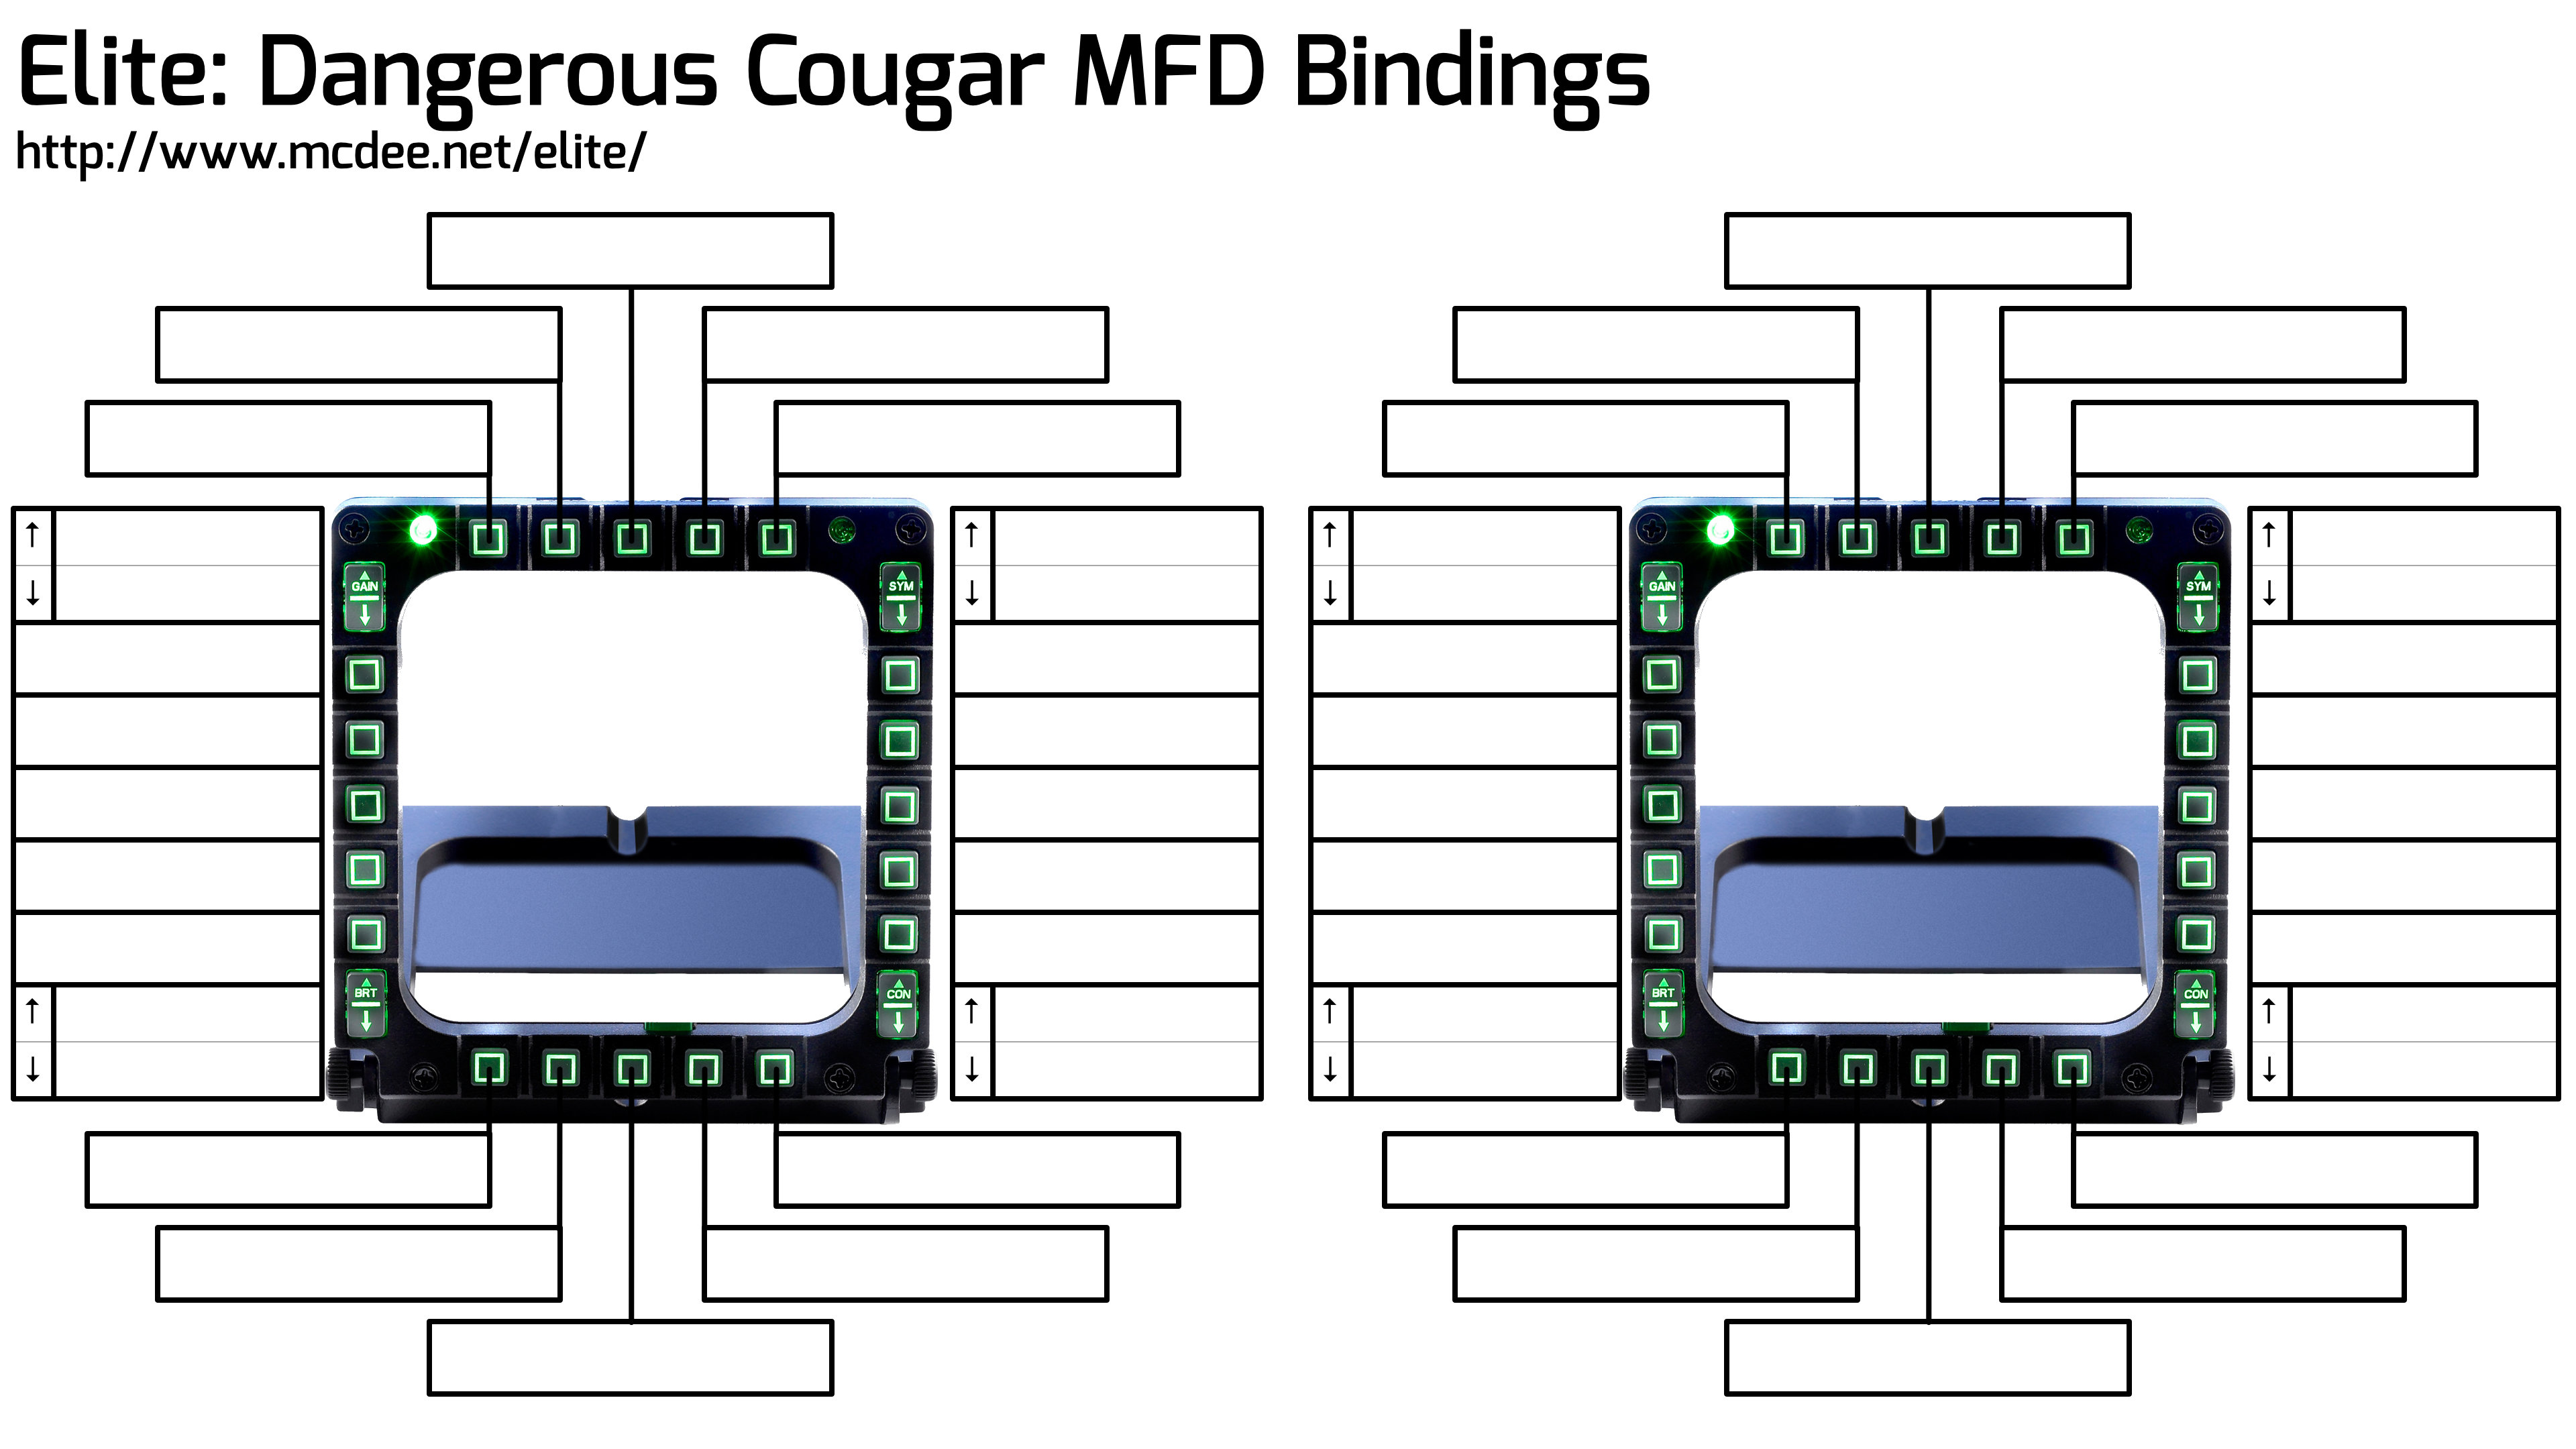 Elite: Dangerous Cougar MFD Bindings
http://www.mcdee.net/elite/
↑ ↑ ↑ ↑
GAIN SYM GAIN SYM
↓ ↓ ↓ ↓
↑ BRT CON ↑ ↑ BRT CON ↑
↓ ↓ ↓ ↓